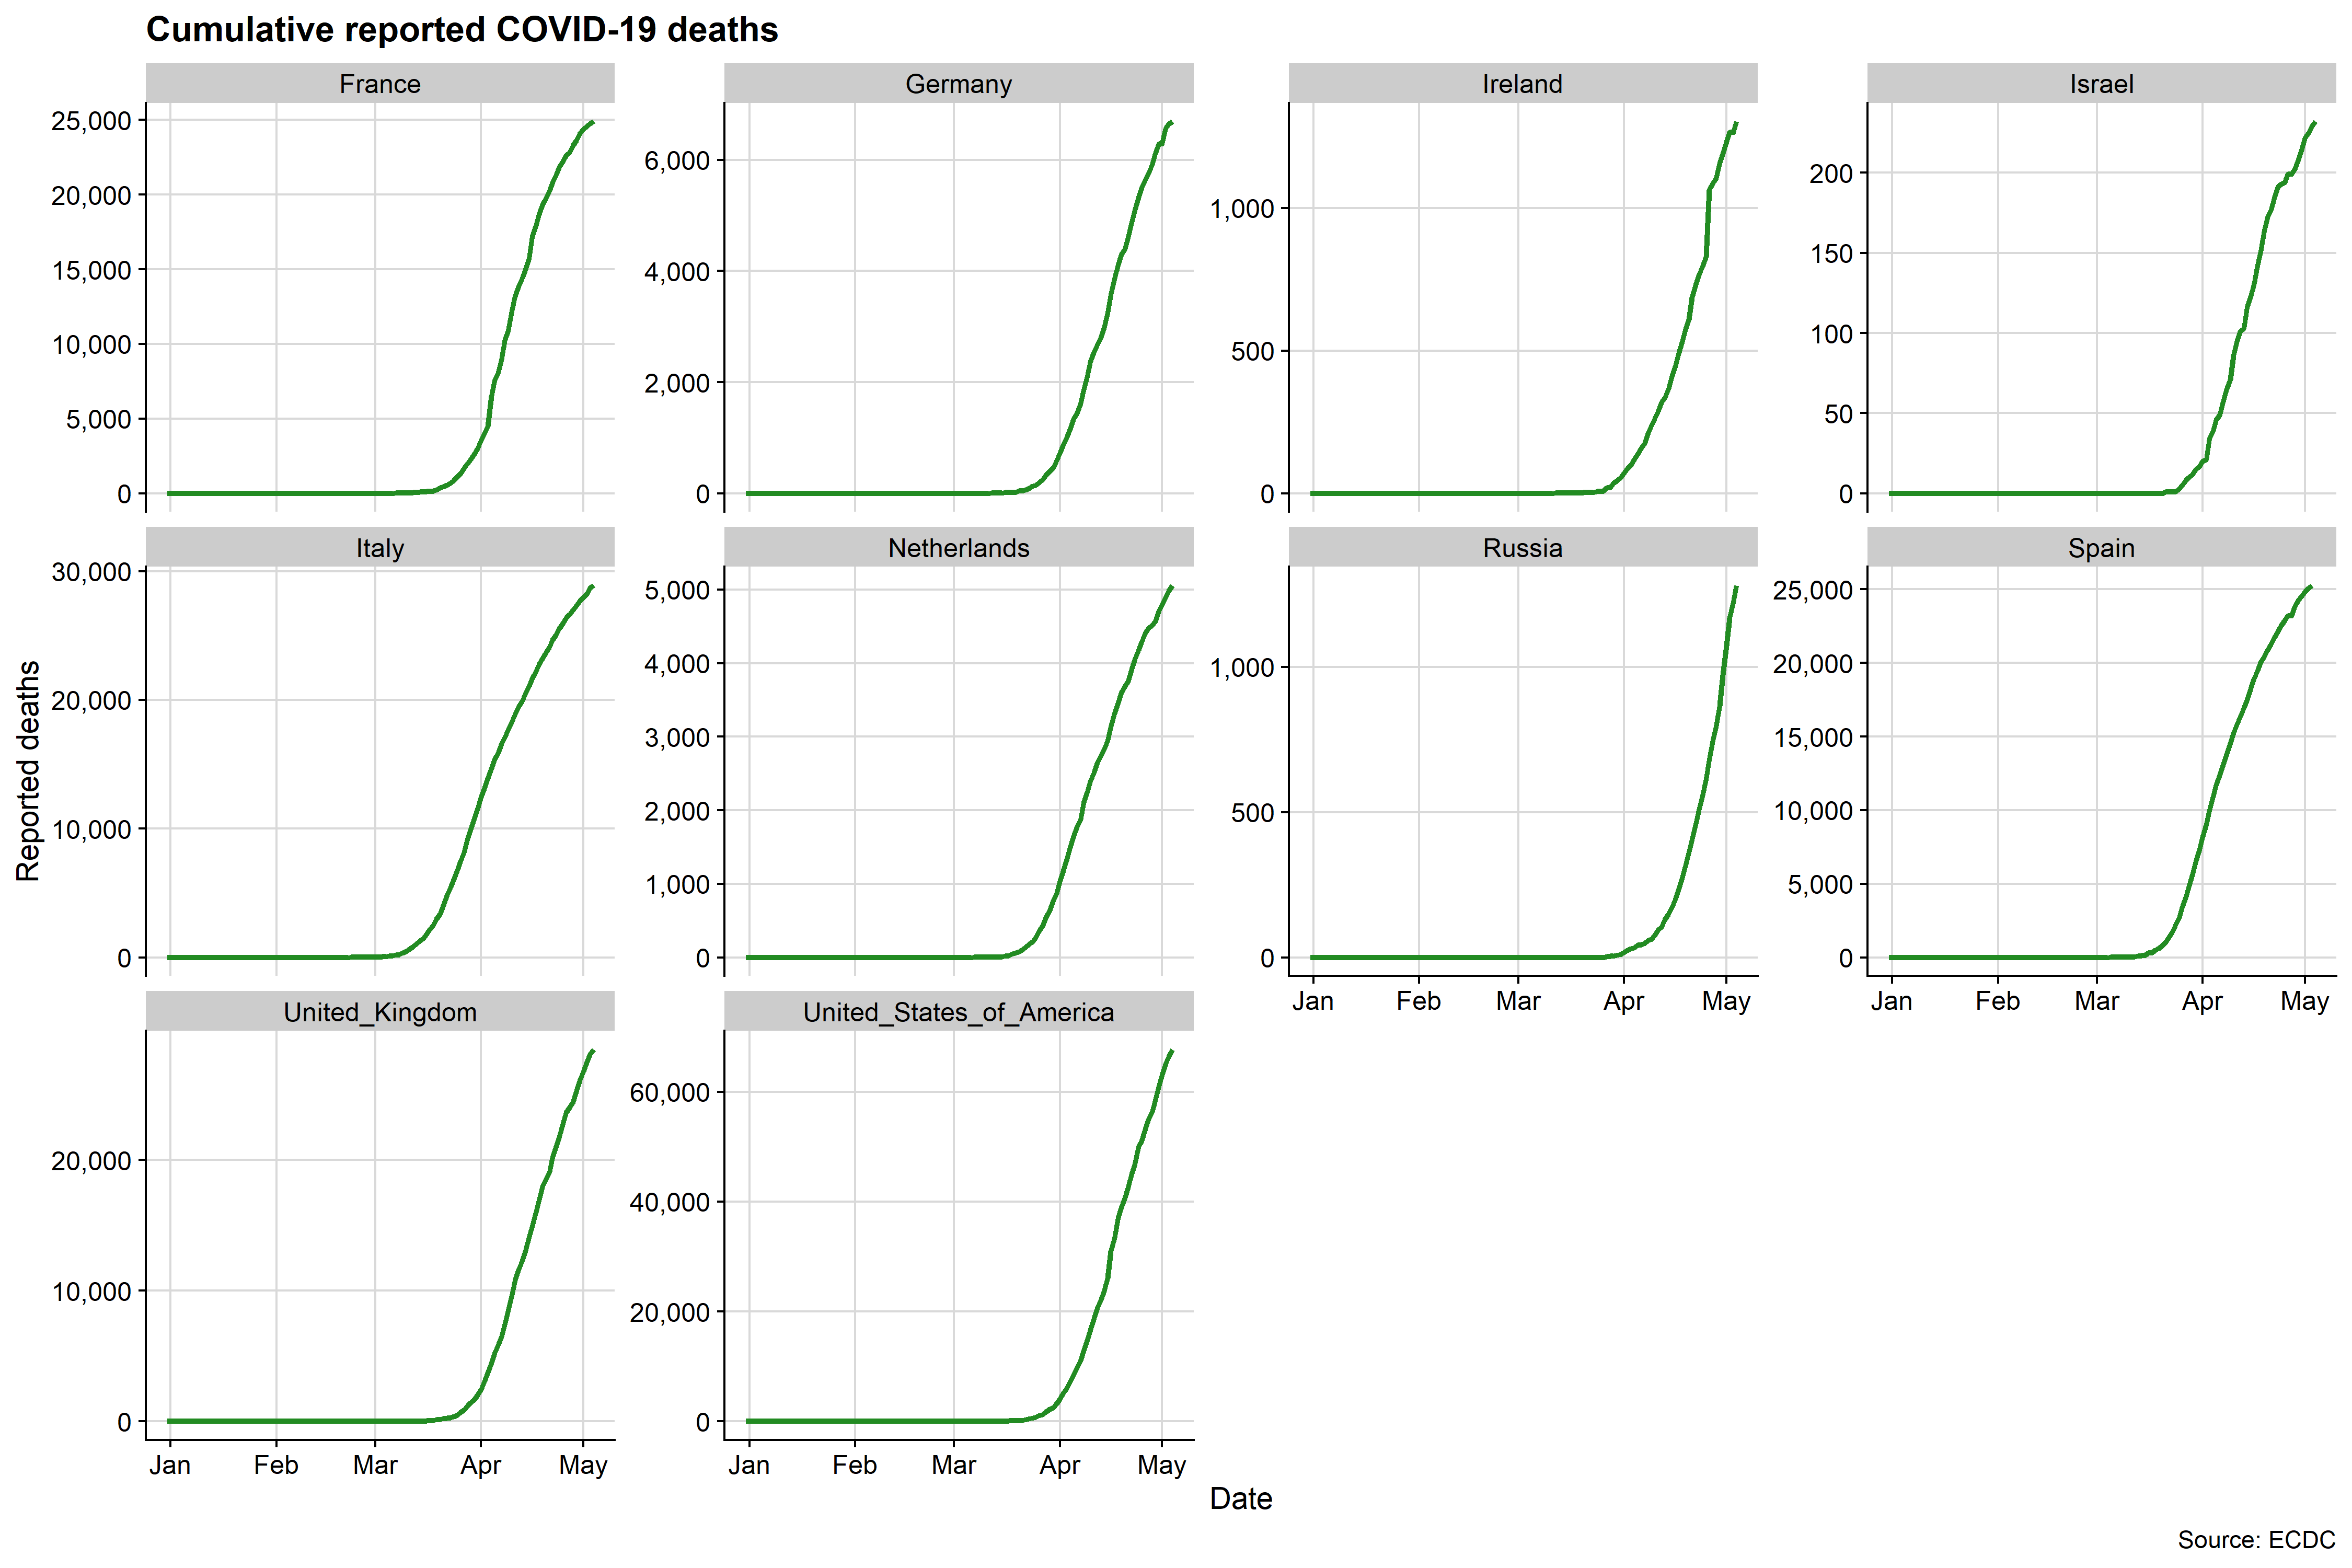 Cumulative reported COVID-19 deaths
France
Germany
Ireland
Israel
25,000
20,000
15,000
10,000
5,000
0
6,000
4,000
2,000
0
1,000
500
0
200
150
100
50
0
Italy
Netherlands
Russia
Spain
30,000
20,000
10,000
0
5,000
4,000
3,000
2,000
1,000
0
1,000
500
0
25,000
20,000
15,000
10,000
5,000
0
Jan Feb Mar Apr May
Jan Feb Mar Apr May
Reported deaths
United_Kingdom
United_States_of_America
20,000
10,000
0
60,000
40,000
20,000
0
Jan Feb Mar Apr May
Jan Feb Mar Apr May
Date
Source: ECDC